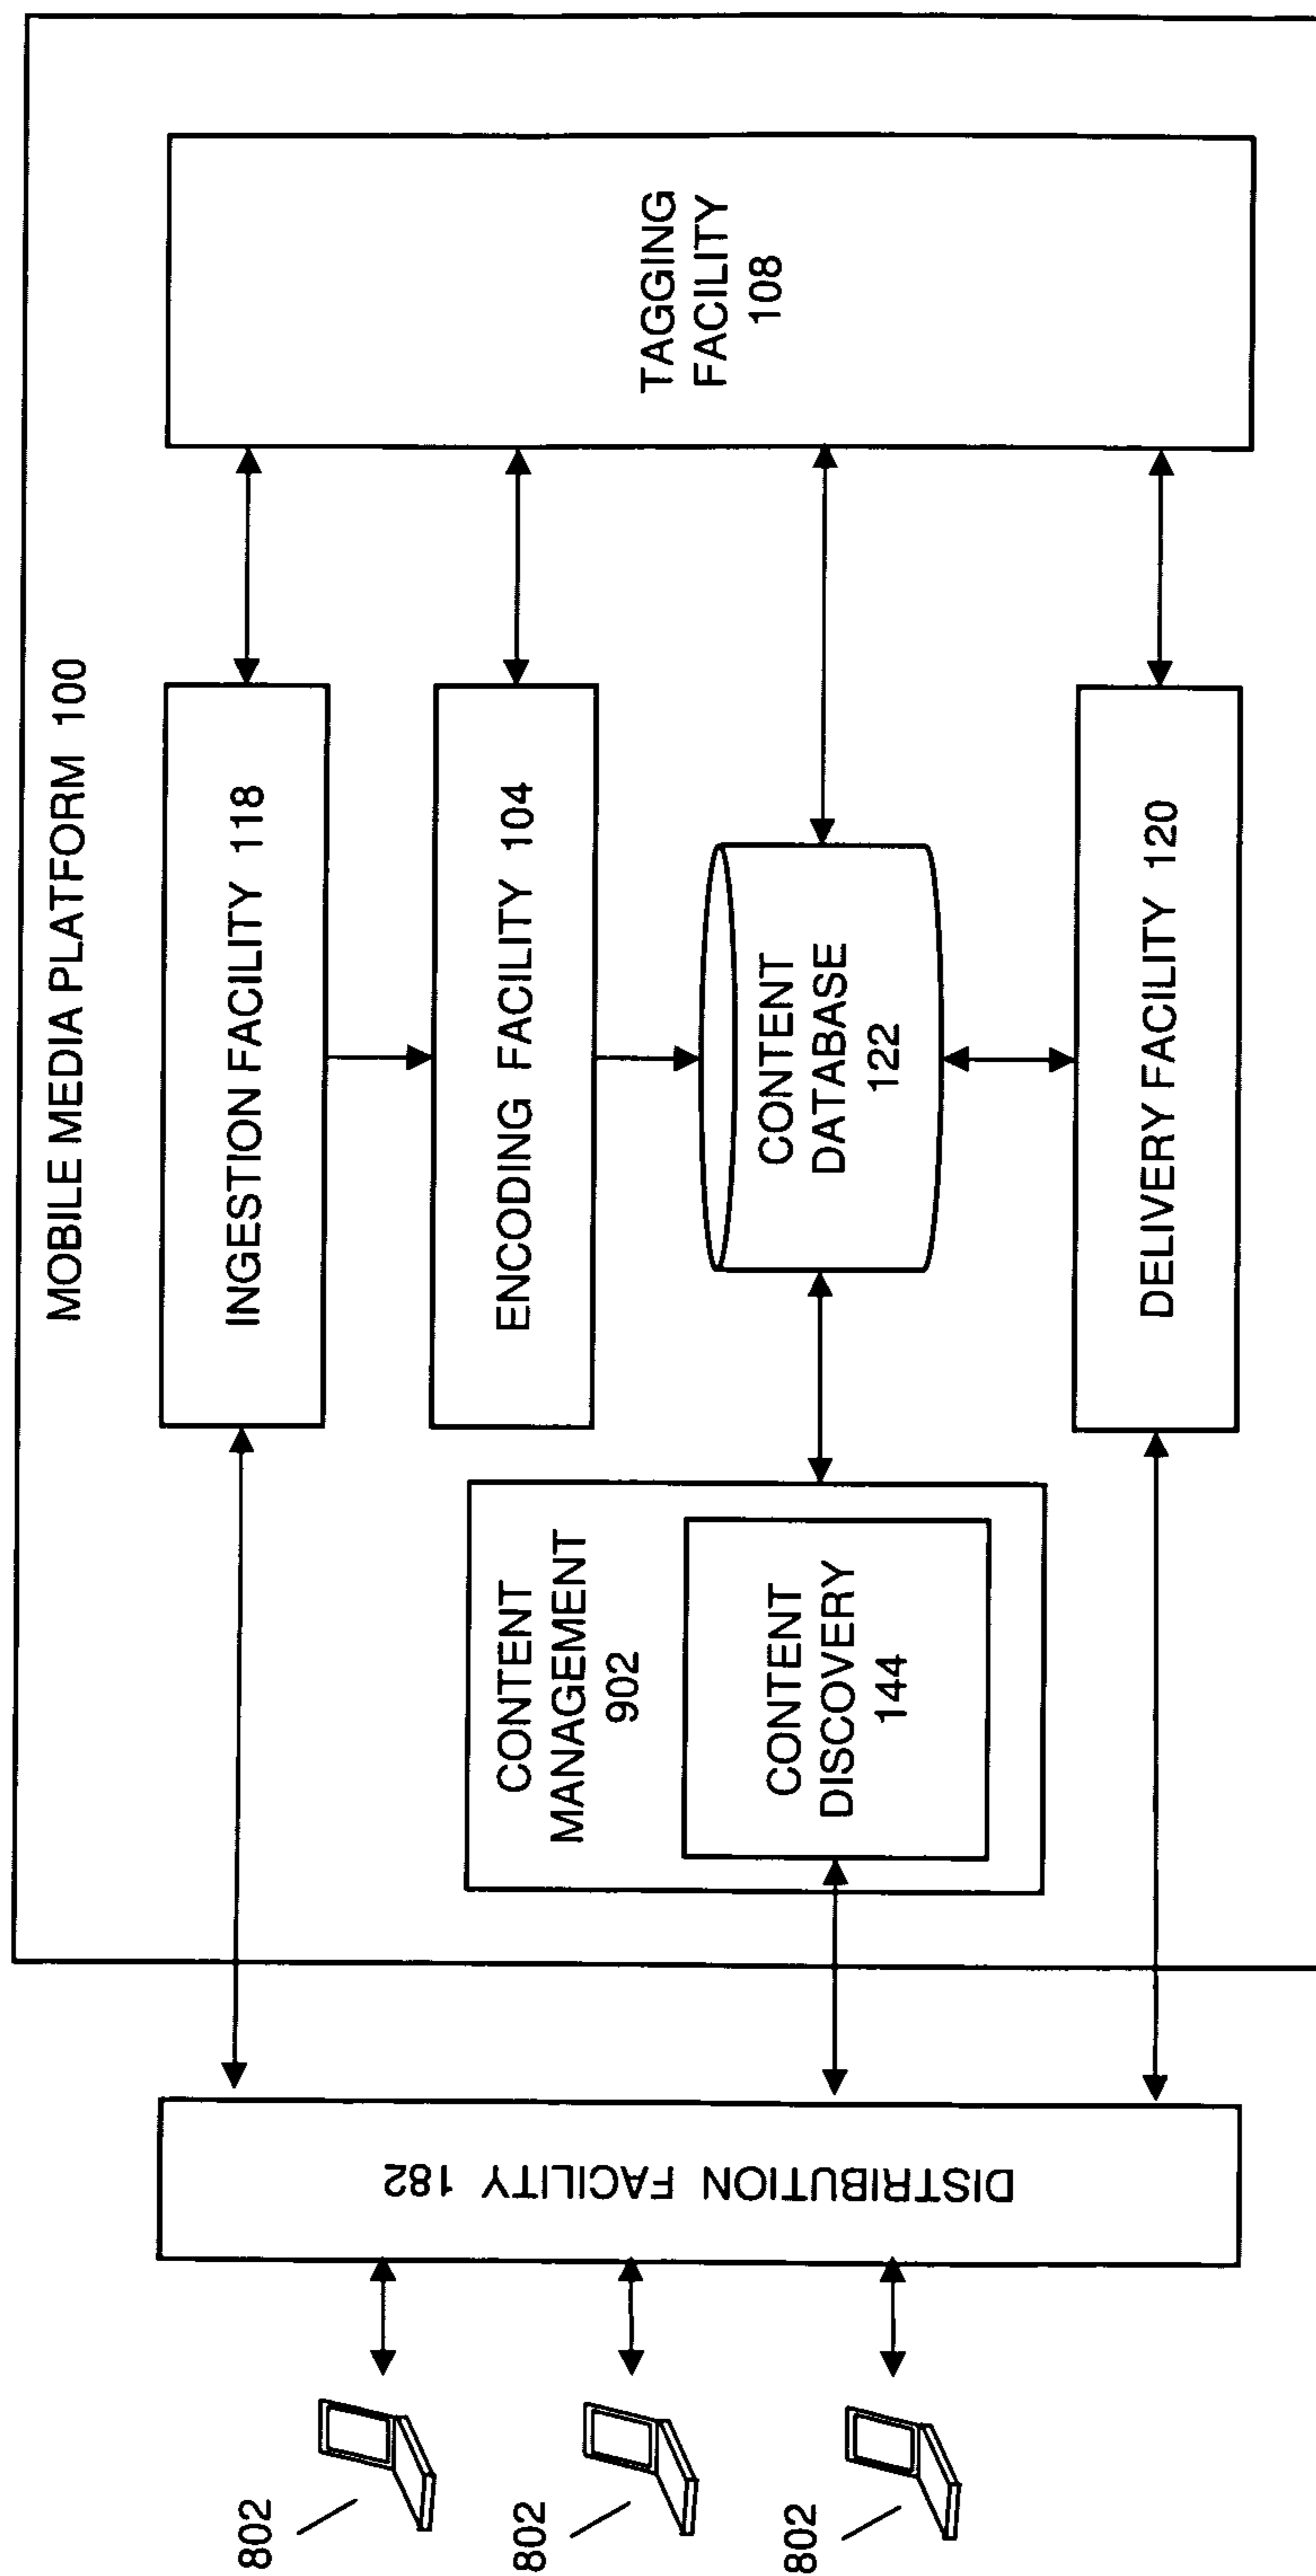 MOBILE MEDIA PLATFORM 100
INGESTION FACILITY 118
ENCODING FACILITY 104
CONTENT
DATABASE
122
DELIVERY FACILITY 120
TAGGING
FACILITY
108
CONTENT
MANAGEMENT
902
CONTENT
DISCOVERY
144
DISTRIBUTION FACILITY 182
802
802
802